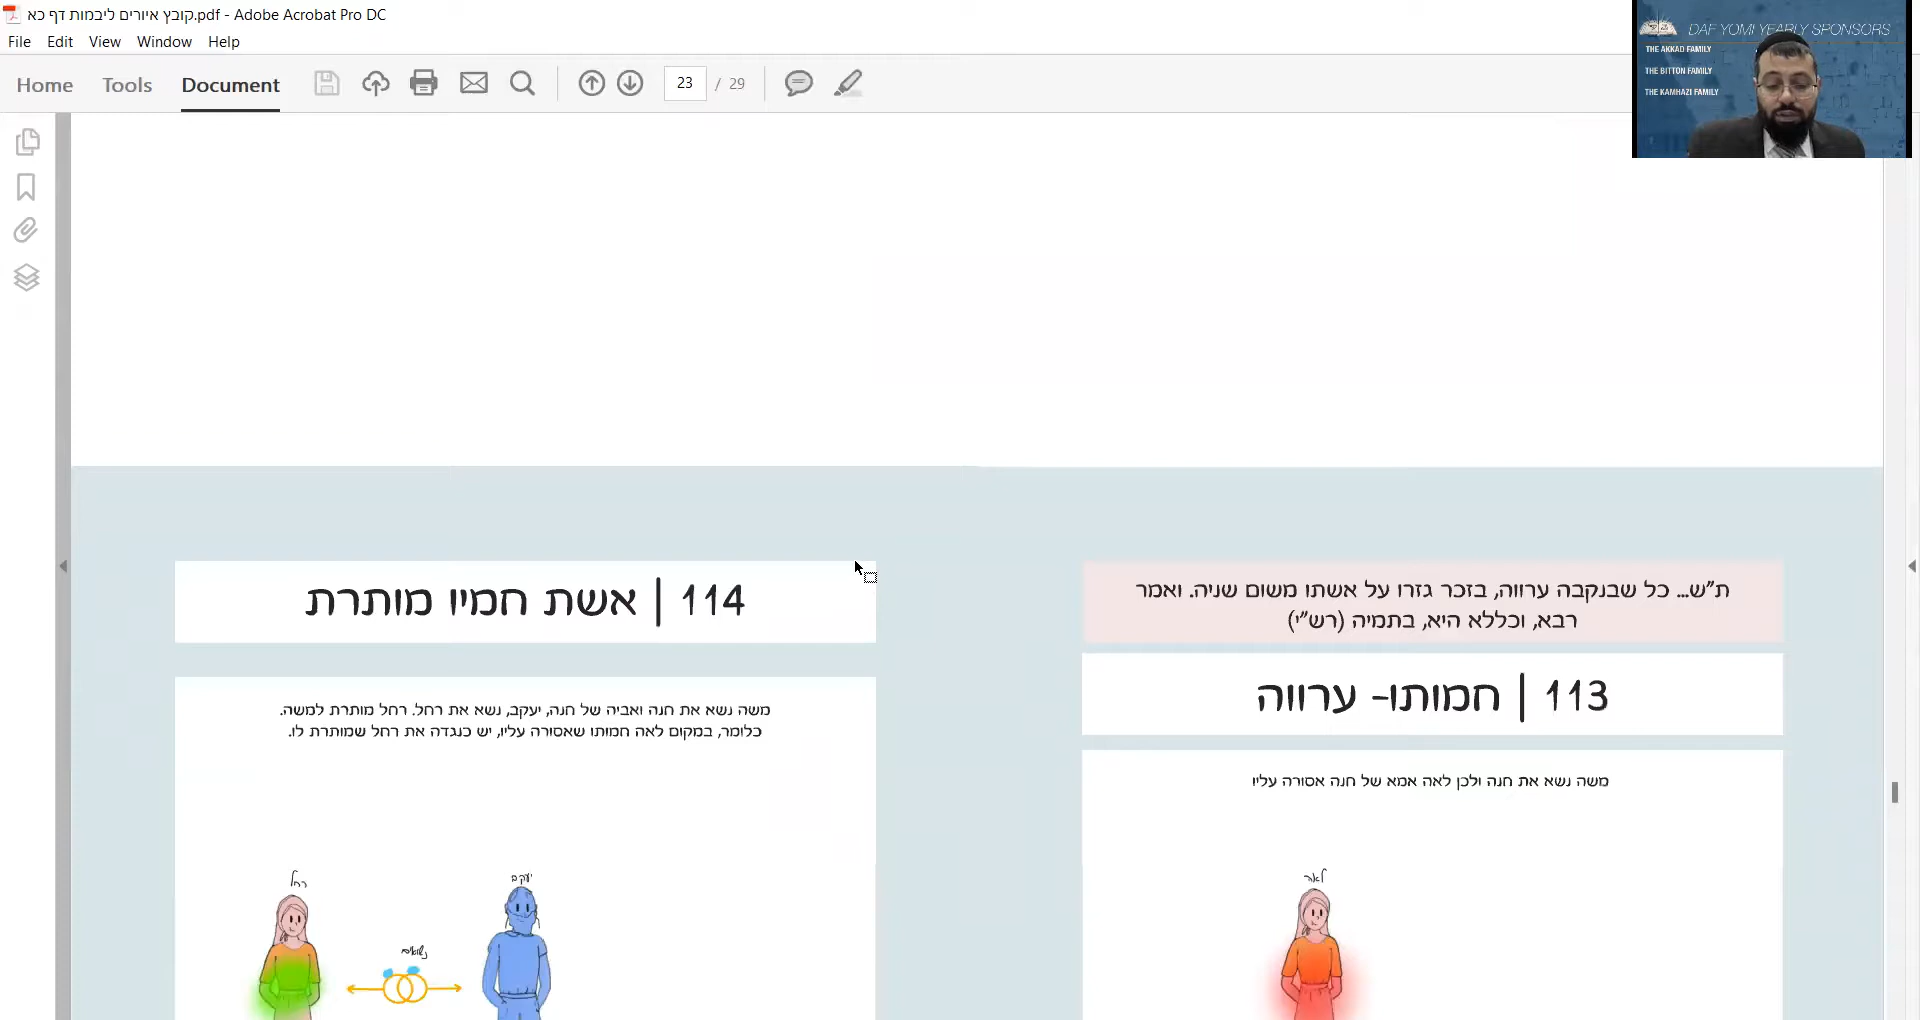 קובץ איורים ליבמות דף כא.pdf - Adobe Acrobat Pro DC
File Edit View Window Help
Home Tools Document 23 / 29
DAF YOMI YEARLY SPONSORS
THE AKKAD FAMILY
THE BITTON FAMILY
THE KAMHAZI FAMILY
ת"ש... כל שבנקבה ערווה, בזכר גזרו על אשתו משום שניה. ואמר
רבא, וכללא היא, בתמיה (רש"י)
113 | חמותו- ערווה
משה נשא את חנה ולכן לאה אמא של חנה אסורה עליו
לאה
114 | אשת חמיו מותרת
משה נשא את חנה ואביה של חנה, יעקב, נשא את רחל. רחל מותרת למשה.
כלומר, במקום לאה חמותו שאסורה עליו, יש כנגדה את רחל שמותרת לו.
יעקב
רחל
נשואים